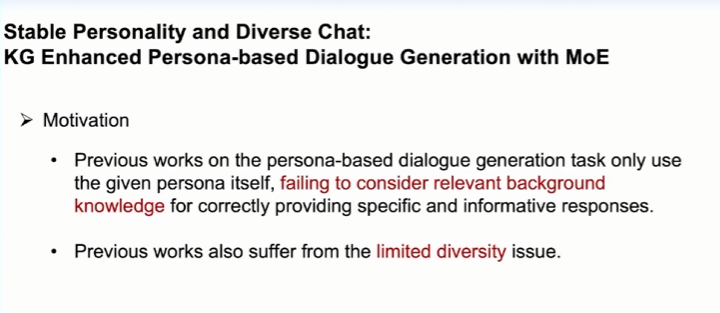 Stable Personality and Diverse Chat:
KG Enhanced Persona-based Dialogue Generation with MoE
➢ Motivation
• Previous works on the persona-based dialogue generation task only use
the given persona itself, failing to consider relevant background
knowledge for correctly providing specific and informative responses.
• Previous works also suffer from the limited diversity issue.